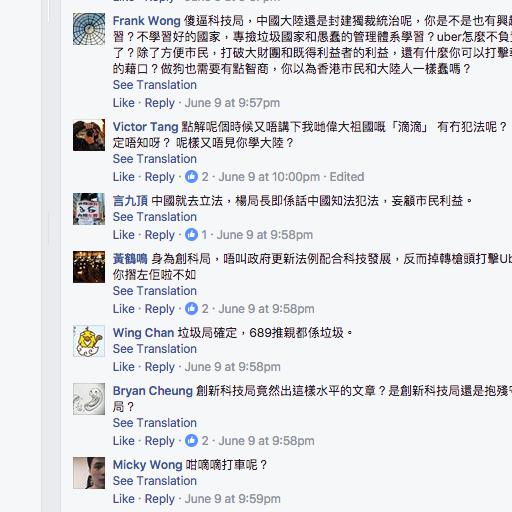 Frank Wong 傻逼科技局，中國大陸還是封建獨裁統治呢，你是不是也有興
習？不學習好的國家，專撿垃圾國家和愚蠢的管理體系學習？uber怎麼不負
了？除了方便市民，打破大財團和既得利益者的利益，還有什麼你可以打擊
的藉口？做狗也需要有點智商，你以為香港市民和大陸人一樣蠢嗎？
See Translation
Like · Reply · June 9 at 9:57pm
Victor Tang 點解呢個時候又唔講下我哋偉大祖國嘅「滴滴」 有冇犯法呢？
定唔知呀？ 呢樣又唔見你學大陸？
See Translation
Like · Reply · 2 · June 9 at 10:00pm · Edited
言九頂 中國就去立法，楊局長即係話中國知法犯法，妄顧市民利益。
See Translation
Like · Reply · 1 · June 9 at 9:58pm
黃鶴鳴 身為創科局，唔叫政府更新法例配合科技發展，反而掉轉槍頭打擊Ub
你摺左佢啦不如
See Translation
Like · Reply · 2 · June 9 at 9:58pm
Wing Chan 垃圾局確定，689推親都係垃圾。
See Translation
Like · Reply · June 9 at 9:58pm
Bryan Cheung 創新科技局竟然出這樣水平的文章？是創新科技局還是抱殘
局？
See Translation
Like · Reply · 2 · June 9 at 9:58pm
Micky Wong 咁嘀嘀打車呢？
See Translation
Like · Reply · June 9 at 9:59pm